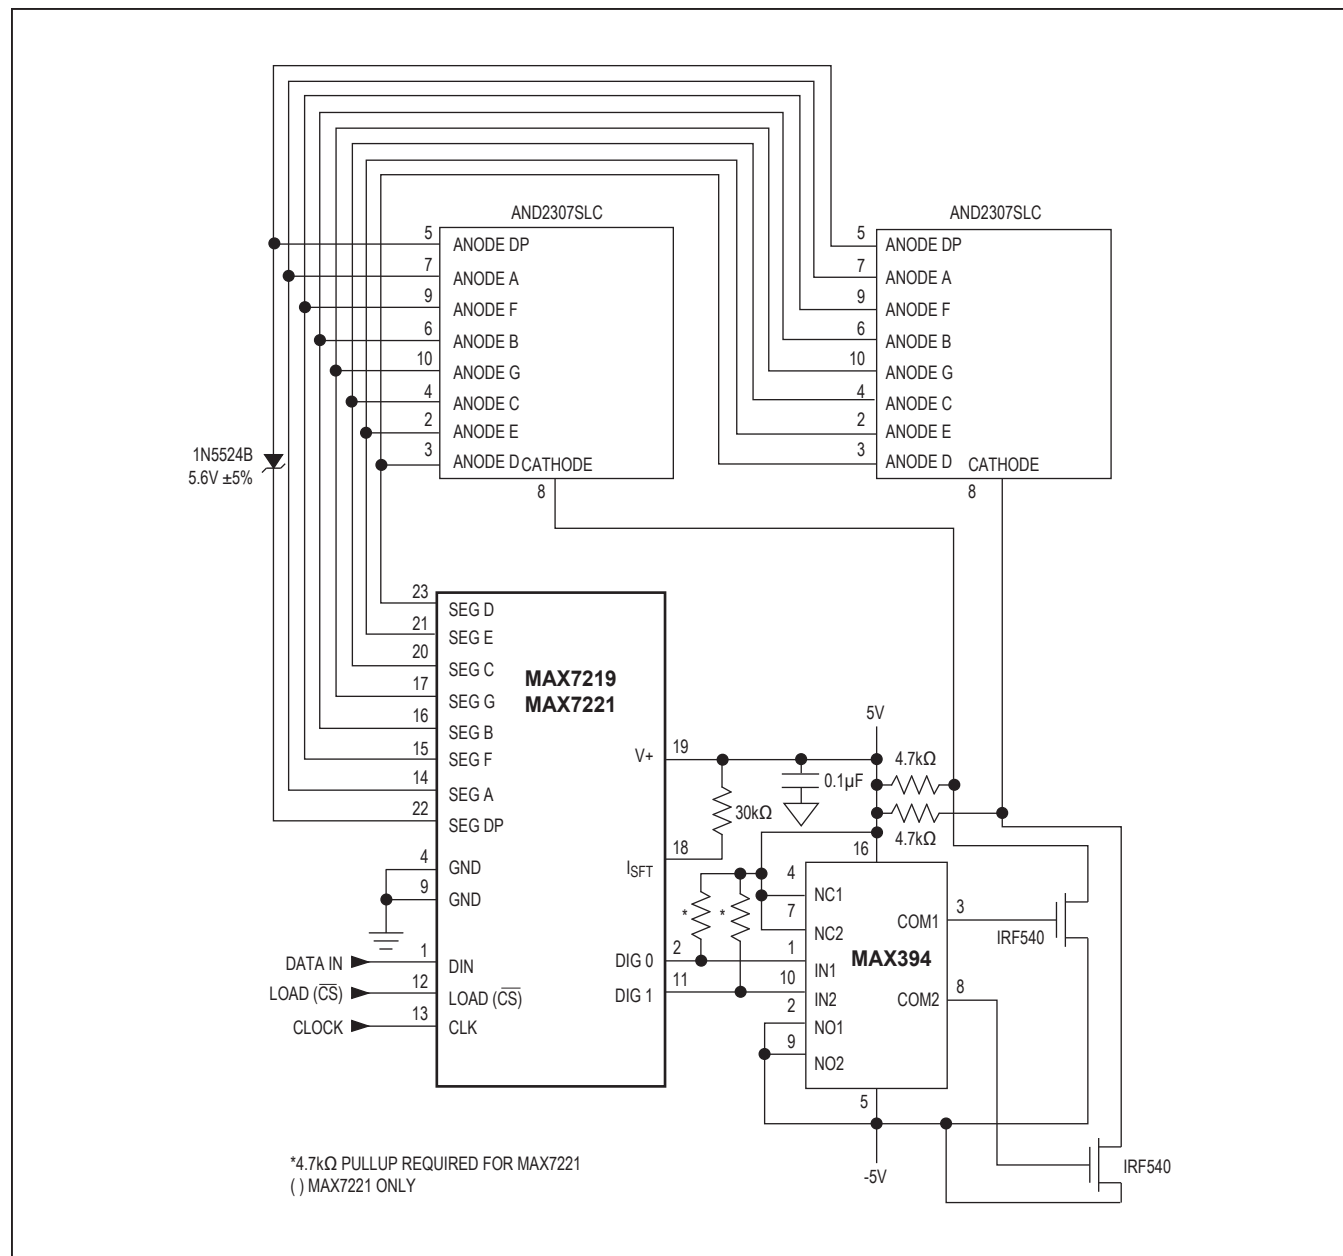 AND2307SLC
5
ANODE DP
7
ANODE A
9
ANODE F
6
ANODE B
10
ANODE G
4
ANODE C
2
ANODE E
3
ANODE D
CATHODE
8
AND2307SLC
5
ANODE DP
7
ANODE A
9
ANODE F
6
ANODE B
10
ANODE G
4
ANODE C
2
ANODE E
3
ANODE D
CATHODE
8
1N5524B
5.6V ±5%
MAX7219
MAX7221
23
SEG D
21
SEG E
20
SEG C
17
SEG G
16
SEG B
15
SEG F
14
SEG A
22
SEG DP
4
GND
9
GND
DATA IN
1
DIN
LOAD (C̅S̅)
12
LOAD (C̅S̅)
CLOCK
13
CLK
V+
19
18
ISFT
DIG 0
2
DIG 1
11
30kΩ
0.1µF
5V
4.7kΩ
4.7kΩ
*
*
16
MAX394
4
NC1
7
NC2
1
IN1
10
IN2
2
NO1
9
NO2
COM1
3
COM2
8
5
-5V
IRF540
IRF540
*4.7kΩ PULLUP REQUIRED FOR MAX7221
( ) MAX7221 ONLY